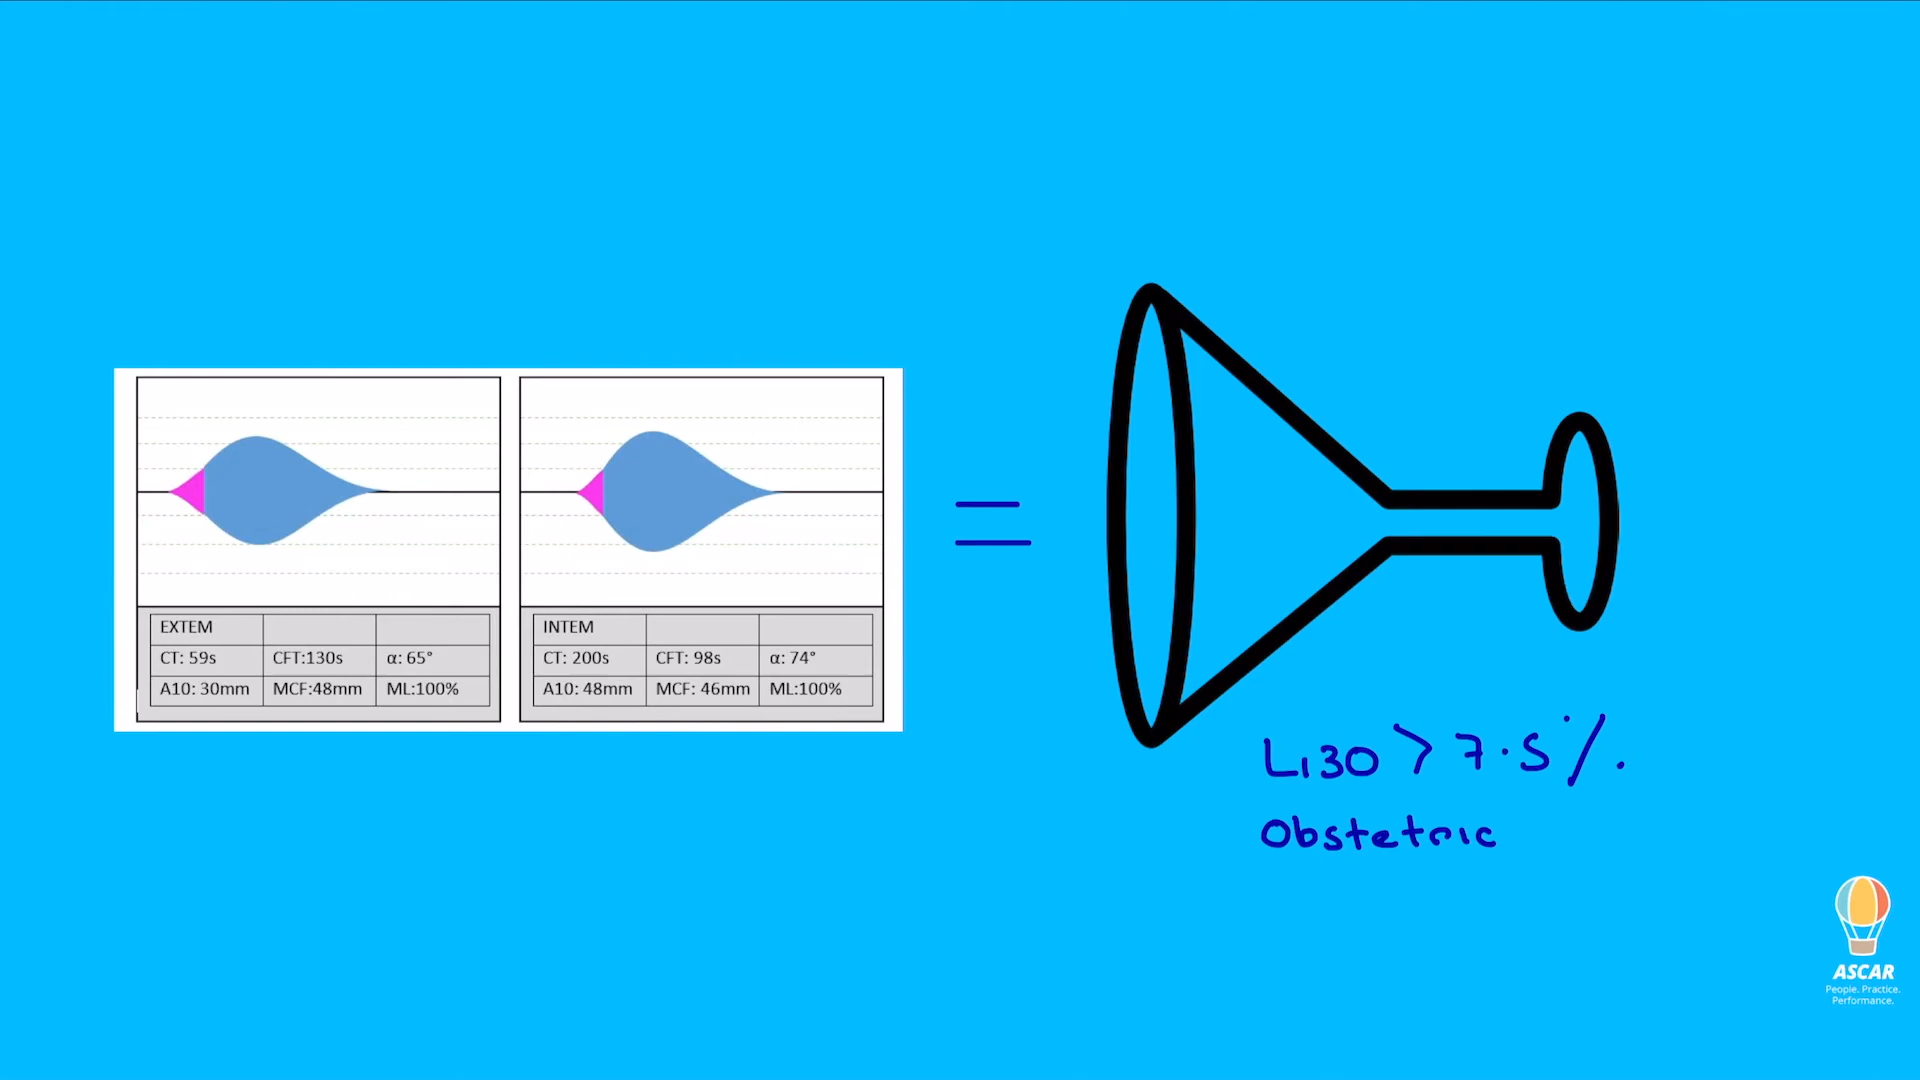 EXTEM
CT: 59s CFT:130s α: 65°
A10: 30mm MCF:48mm ML:100%
INTEM
CT: 200s CFT: 98s α: 74°
A10: 48mm MCF: 46mm ML:100%
=
LI30 > 7.5%.
Obstetric
ASCAR
People. Practice.
Performance.